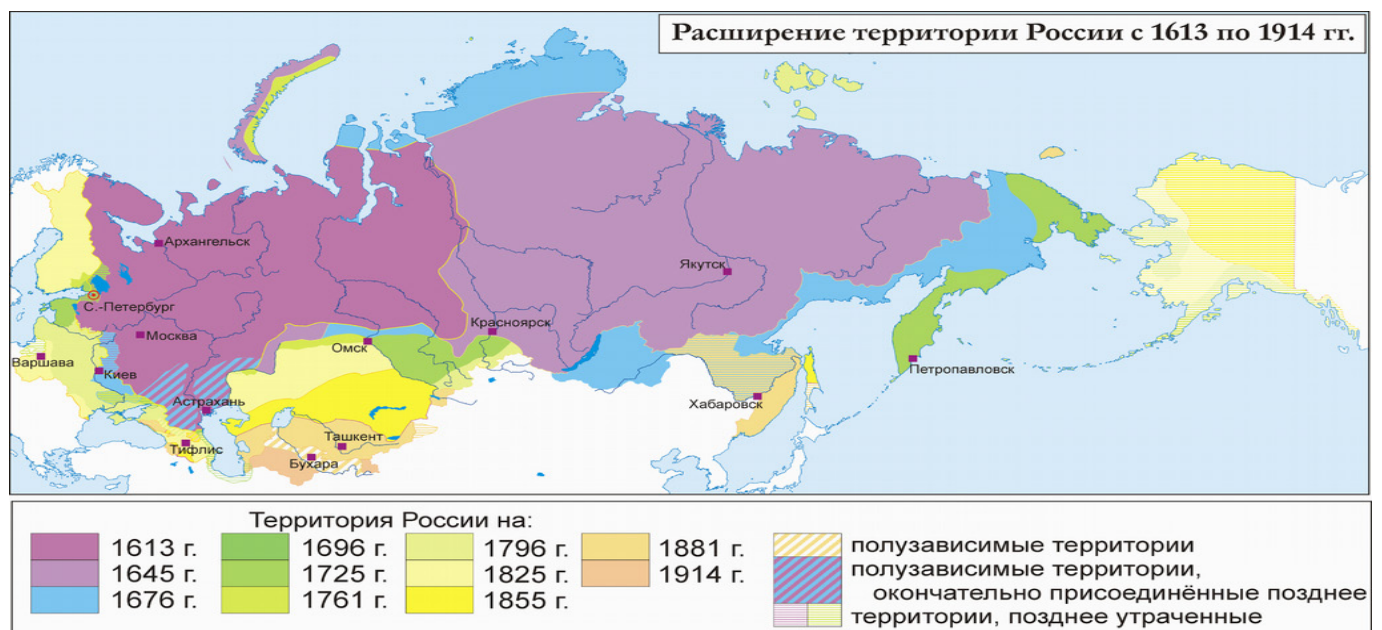 Расширение территории России с 1613 по 1914 гг.
Архангельск
Якутск
С.-Петербург
Красноярск
Москва
Омск
Варшава
Петропавловск
Киев
Астрахань
Хабаровск
Ташкент
Тифлис
Бухара
Территория России на:
1613 г. 1696 г. 1796 г. 1881 г. полузависимые территории
1645 г. 1725 г. 1825 г. 1914 г. полузависимые территории,
окончательно присоединённые позднее
1676 г. 1761 г. 1855 г. территории, позднее утраченные